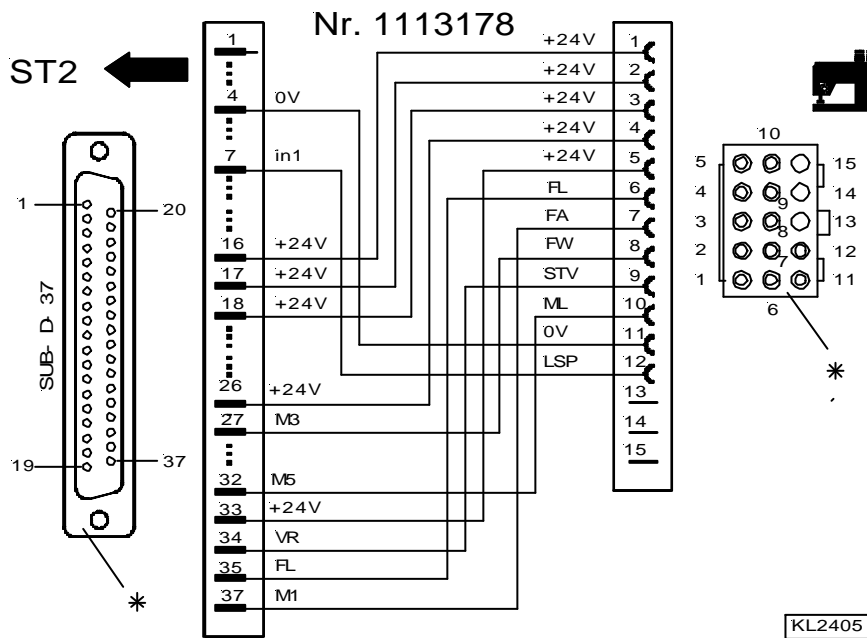 Nr. 1113178
ST2
1
4 0V
7 in1
16 +24V
17 +24V
18 +24V
26 +24V
27 M3
32 M5
33 +24V
34 VR
35 FL
37 M1
+24V 1
+24V 2
+24V 3
+24V 4
+24V 5
FL 6
FA 7
FW 8
STV 9
ML 10
0V 11
LSP 12
13
14
15
1
20
SUB-D 37
19
37
*
10
5 15
4 9 14
3 8 13
2 7 12
1 11
6
*
KL2405